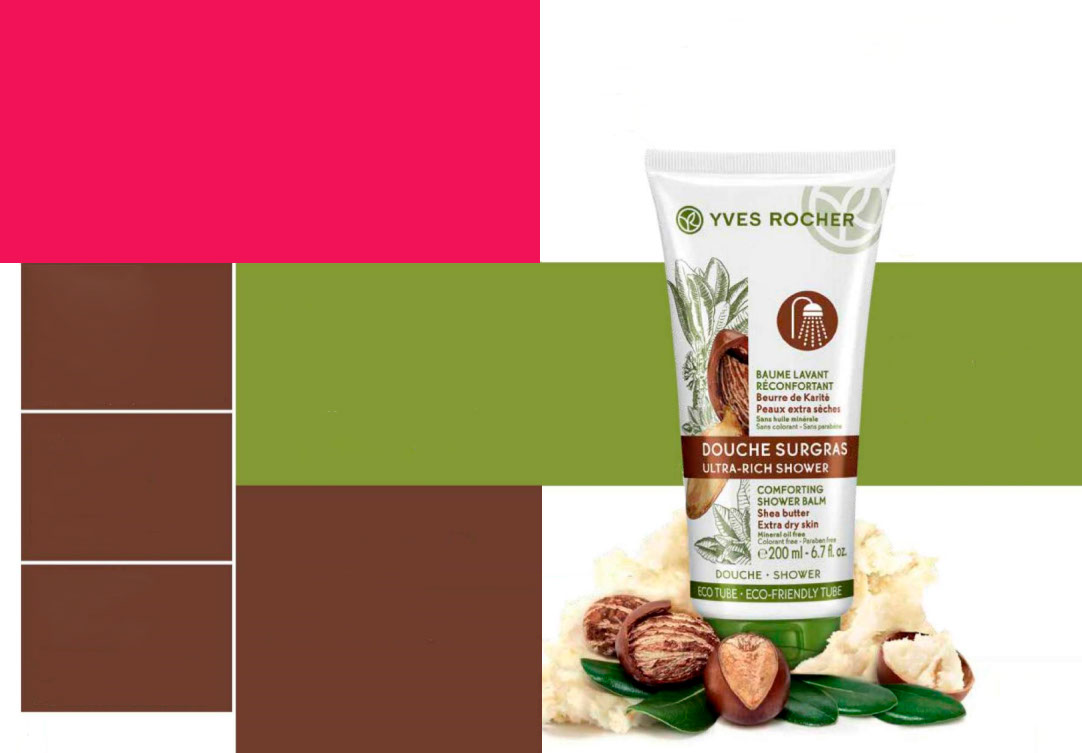 YVES ROCHER
BAUME LAVANT
RÉCONFORTANT
Beurre de Karité
Peaux extra sèches
Sans huile minérale
Sans colorant - Sans parabène
DOUCHE SURGRAS
ULTRA-RICH SHOWER
COMFORTING
SHOWER BALM
Shea butter
Extra dry skin
Mineral oil free
Colorant free - Paraben free
℮200 ml - 6.7 fl. oz.
DOUCHE • SHOWER
ECO TUBE • ECO-FRIENDLY TUBE